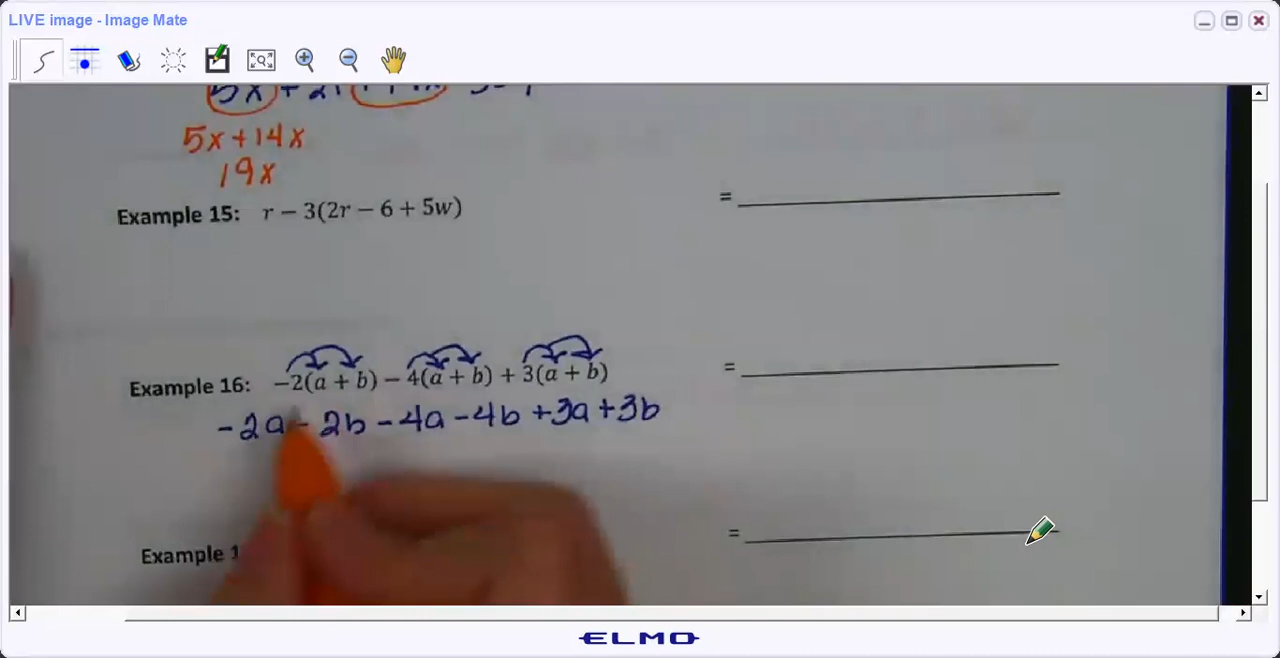 LIVE image - Image Mate
5x
5x + 14x
19x
Example 15: r − 3(2r − 6 + 5w) =
Example 16: −2(a + b) − 4(a + b) + 3(a + b) =
-2a - 2b - 4a - 4b + 3a + 3b
Example 1 =
ELMO